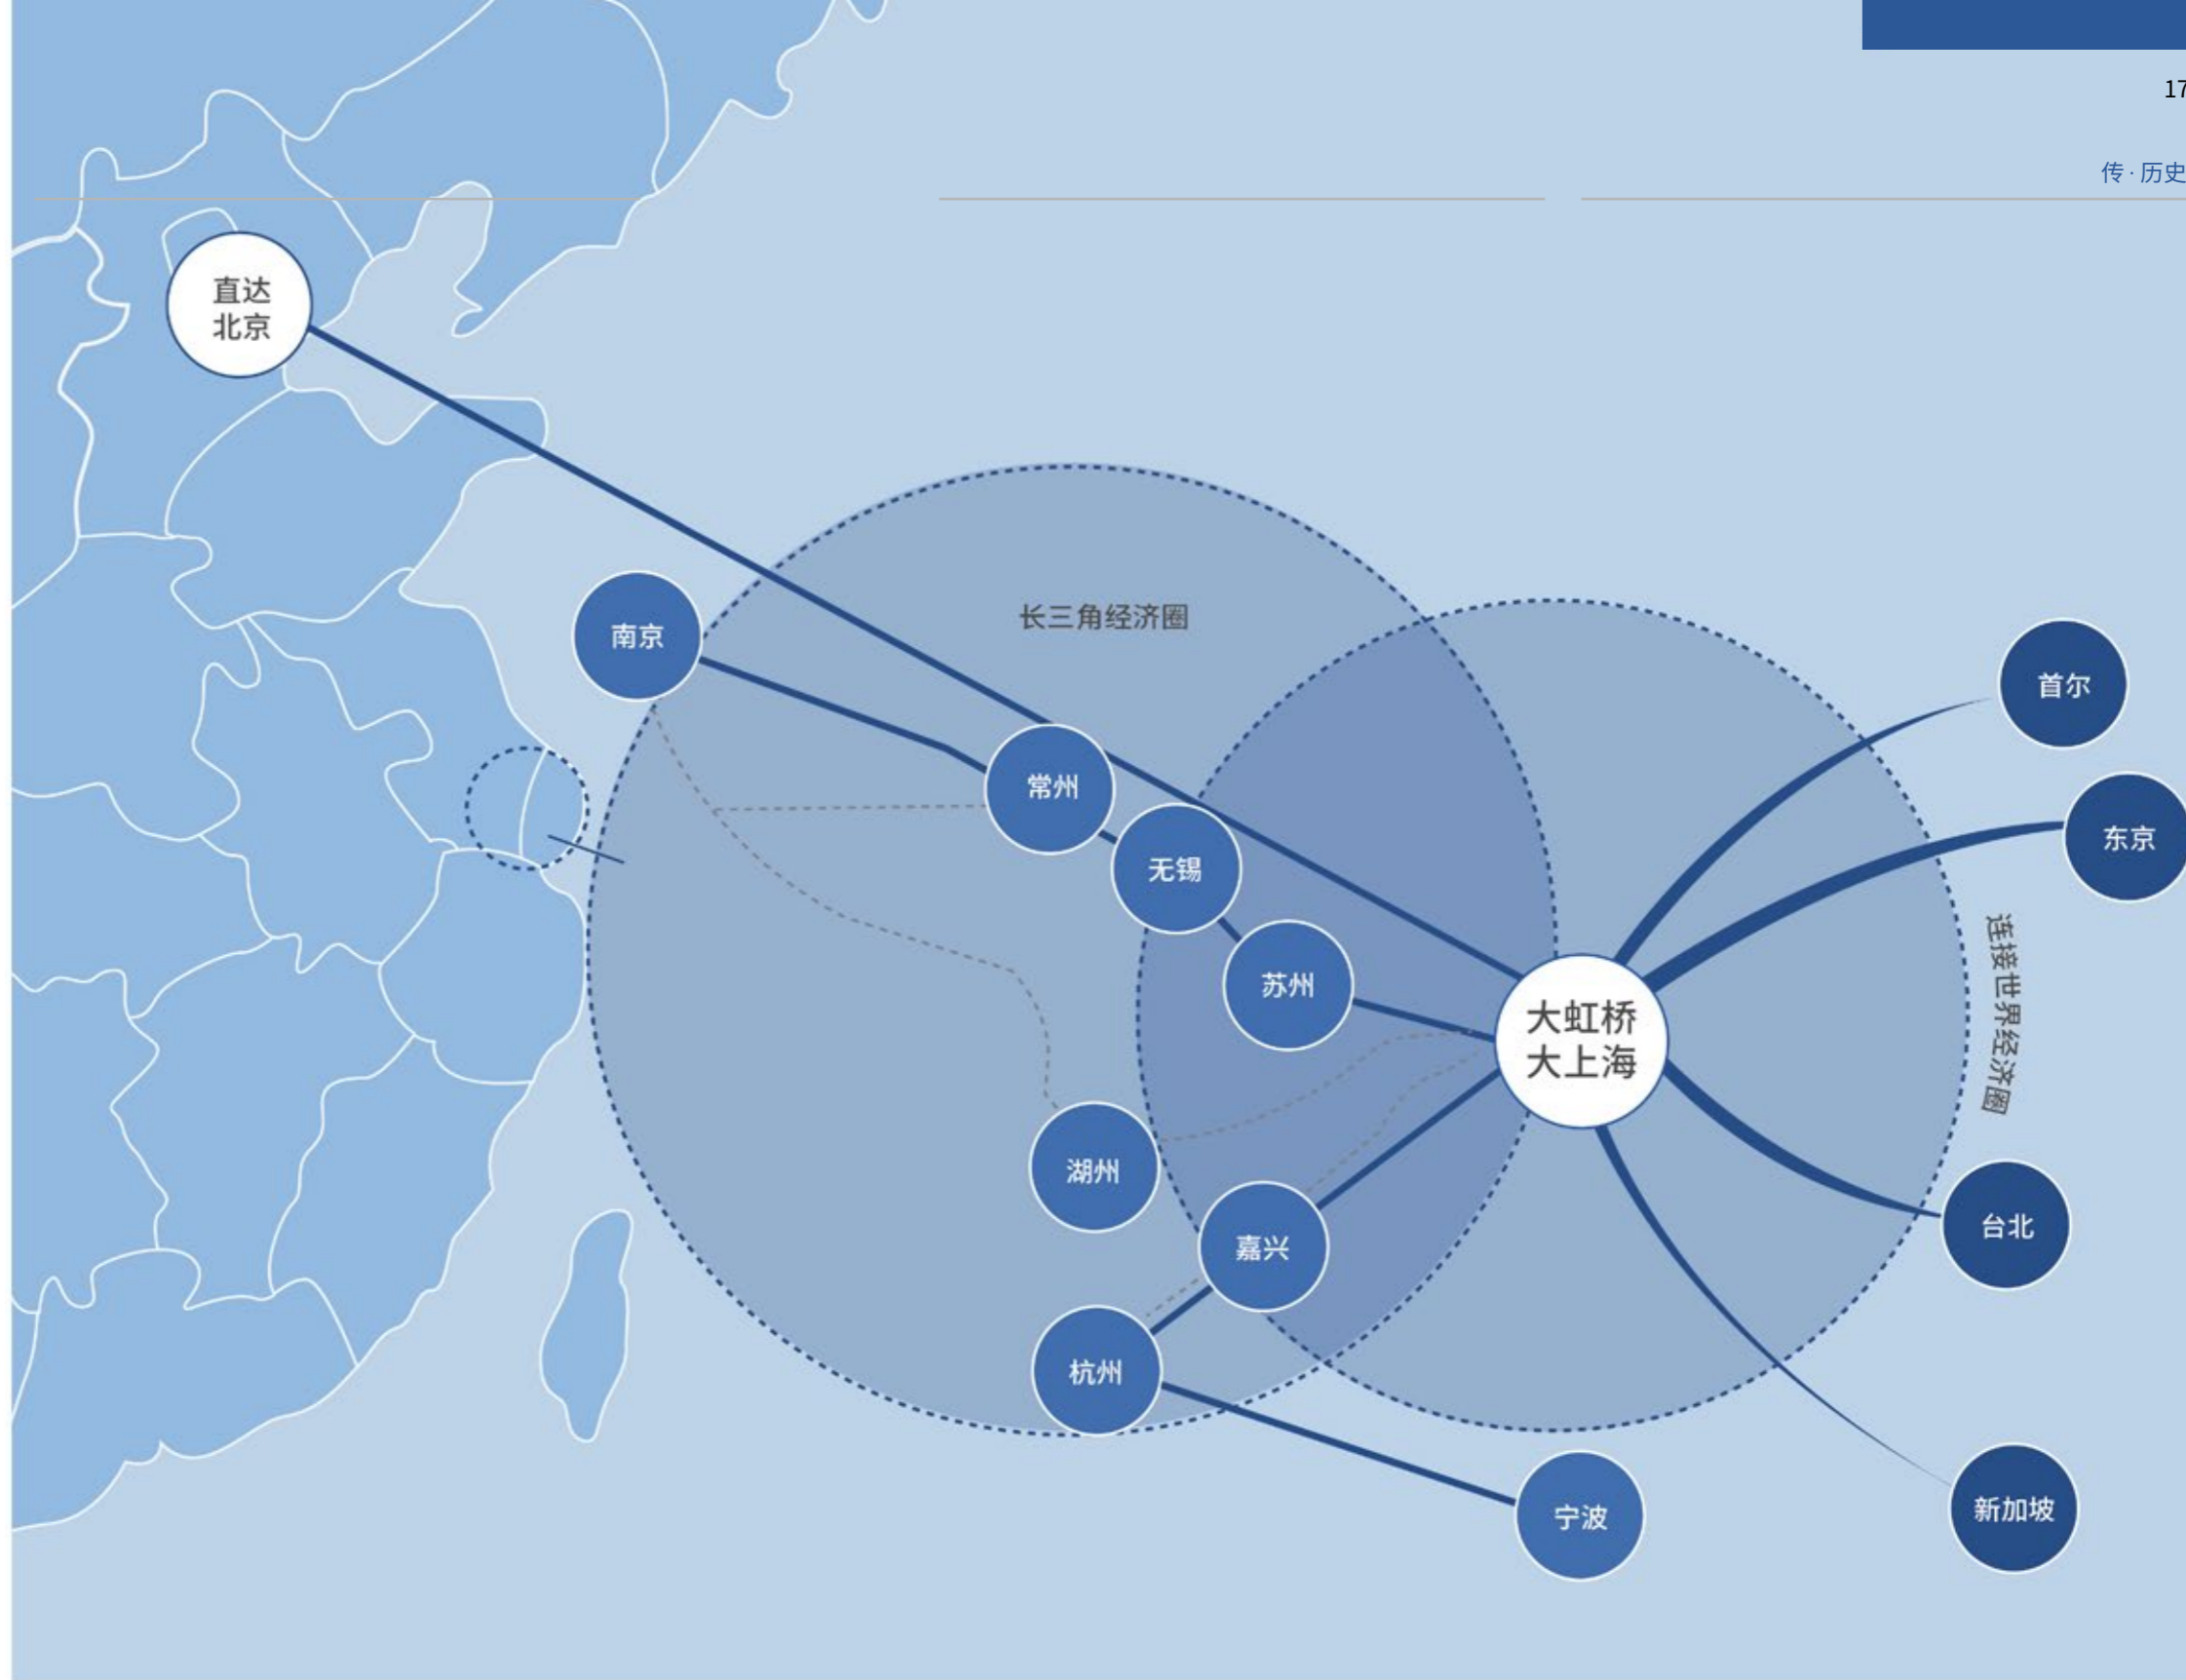 17
传·历史
直达
北京
长三角经济圈
南京
首尔
常州
东京
无锡
连接世界经济圈
苏州
大虹桥
大上海
湖州
台北
嘉兴
杭州
新加坡
宁波